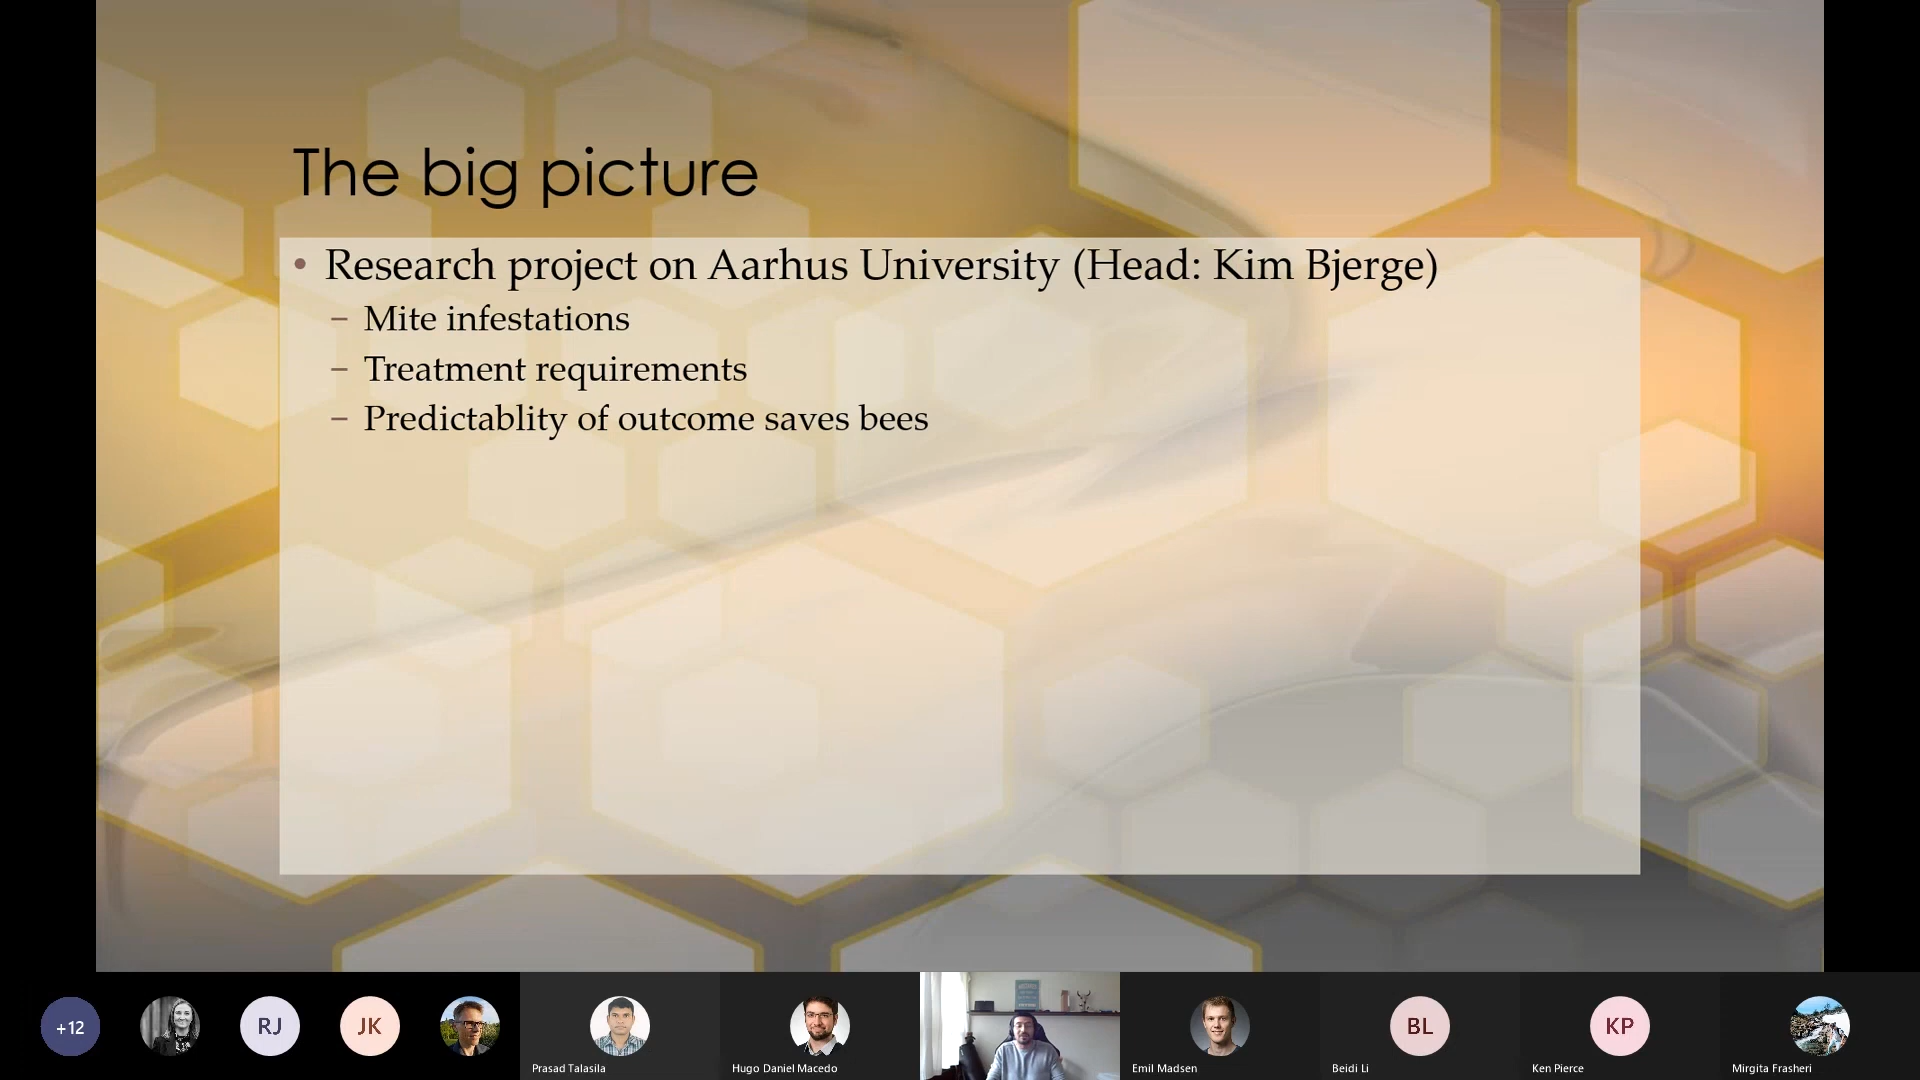 The big picture
• Research project on Aarhus University (Head: Kim Bjerge)
– Mite infestations
– Treatment requirements
– Predictablity of outcome saves bees
+12
RJ
JK
Prasad Talasila
Hugo Daniel Macedo
Emil Madsen
BL
Beidi Li
KP
Ken Pierce
Mirgita Frasheri